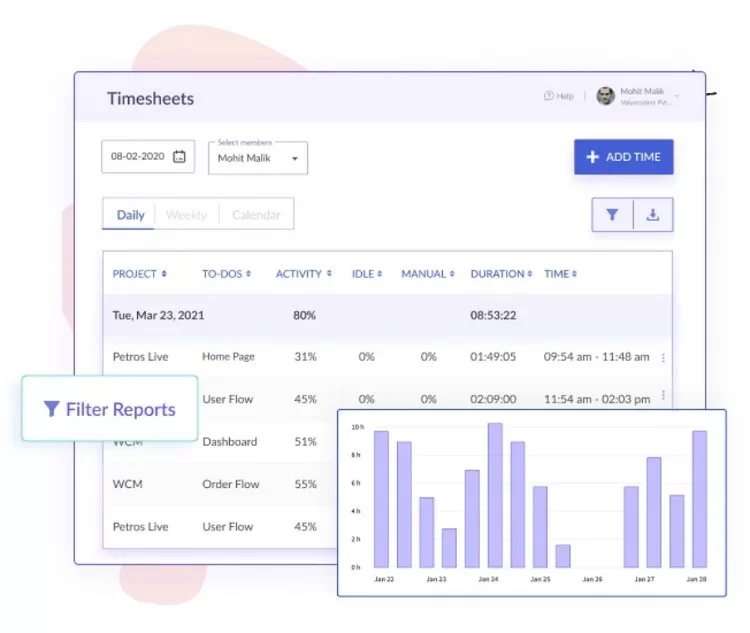 Timesheets
Help
Mohit Malik
Select members
08-02-2020
Mohit Malik
ADD TIME
Daily Weekly Calendar
PROJECT TO-DOS ACTIVITY IDLE MANUAL DURATION TIME
Tue, Mar 23, 2021 80% 08:53:22
Petros Live Home Page 31% 0% 0% 01:49:05 09:54 am - 11:48 am
User Flow 45% 0% 0% 02:09:00 11:54 am - 02:03 pm
Filter Reports
WCM Dashboard 51%
WCM Order Flow 55%
Petros Live User Flow 45%
10 h
8 h
6 h
4 h
2 h
0 h
Jan 22 Jan 23 Jan 24 Jan 25 Jan 26 Jan 27 Jan 28